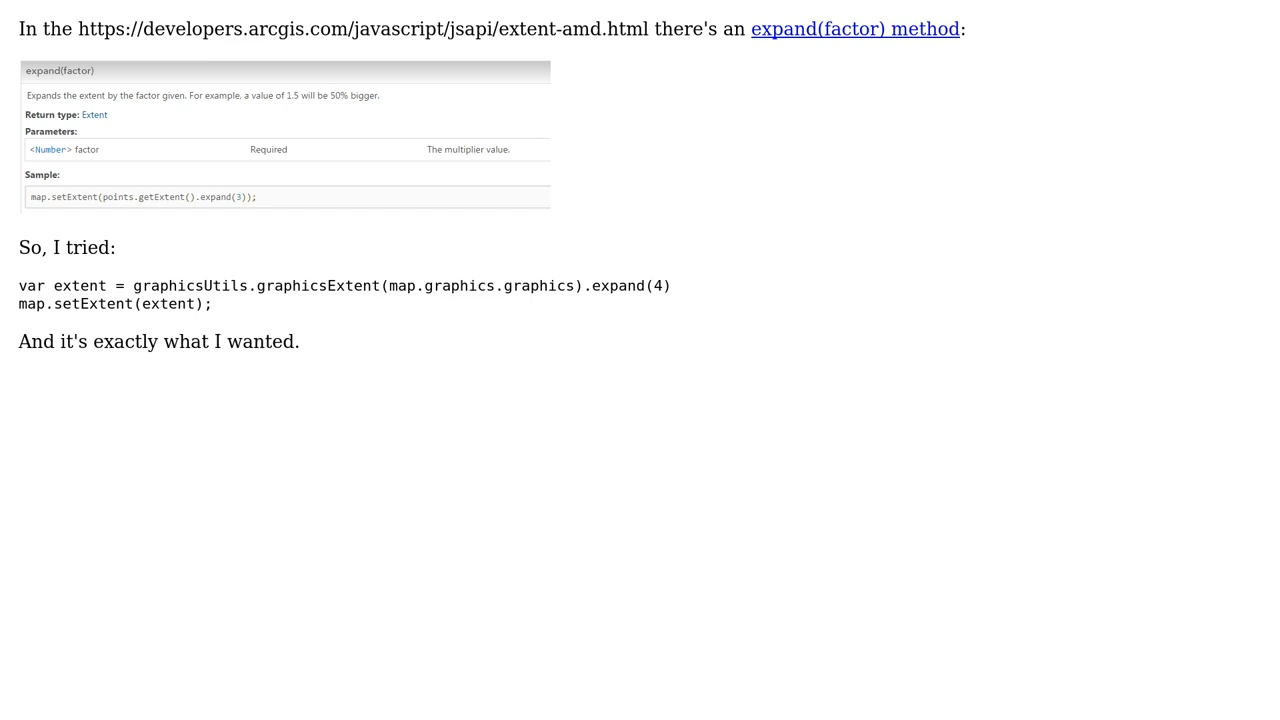 In the https://developers.arcgis.com/javascript/jsapi/extent-amd.html there's an expand(factor) method:
expand(factor)
Expands the extent by the factor given. For example, a value of 1.5 will be 50% bigger.
Return type: Extent
Parameters:
<Number> factor Required The multiplier value.
Sample:
map.setExtent(points.getExtent().expand(3));
So, I tried:
var extent = graphicsUtils.graphicsExtent(map.graphics.graphics).expand(4)
map.setExtent(extent);
And it's exactly what I wanted.